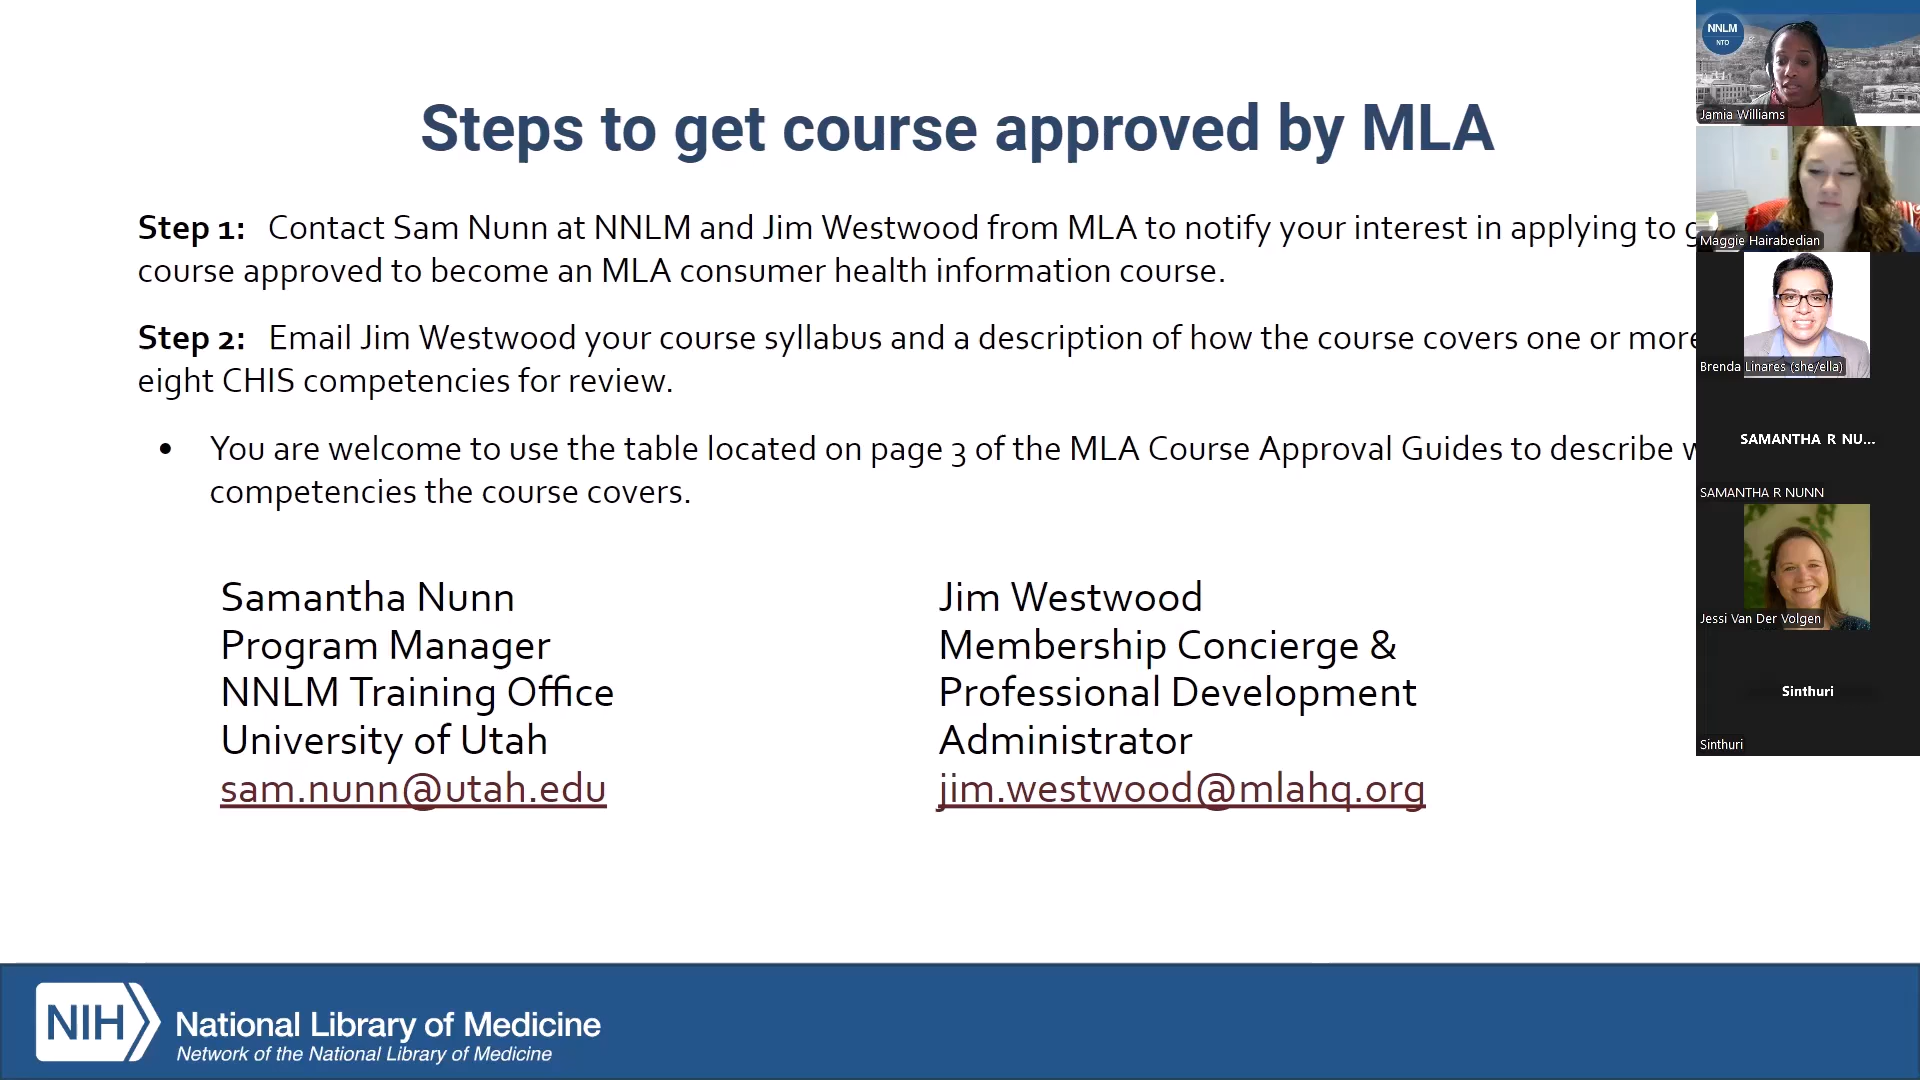 Steps to get course approved by MLA
Step 1: Contact Sam Nunn at NNLM and Jim Westwood from MLA to notify your interest in applying to
course approved to become an MLA consumer health information course.
Step 2: Email Jim Westwood your course syllabus and a description of how the course covers one or more
eight CHIS competencies for review.
• You are welcome to use the table located on page 3 of the MLA Course Approval Guides to describe
competencies the course covers.
Samantha Nunn
Program Manager
NNLM Training Office
University of Utah
sam.nunn@utah.edu
Jim Westwood
Membership Concierge &
Professional Development
Administrator
jim.westwood@mlahq.org
NIH
National Library of Medicine
Network of the National Library of Medicine
NNLM
NTO
Jamia Williams
Maggie Hairabedian
Brenda Linares (she/ella)
SAMANTHA R NU...
SAMANTHA R NUNN
Jessi Van Der Volgen
Sinthuri
Sinthuri